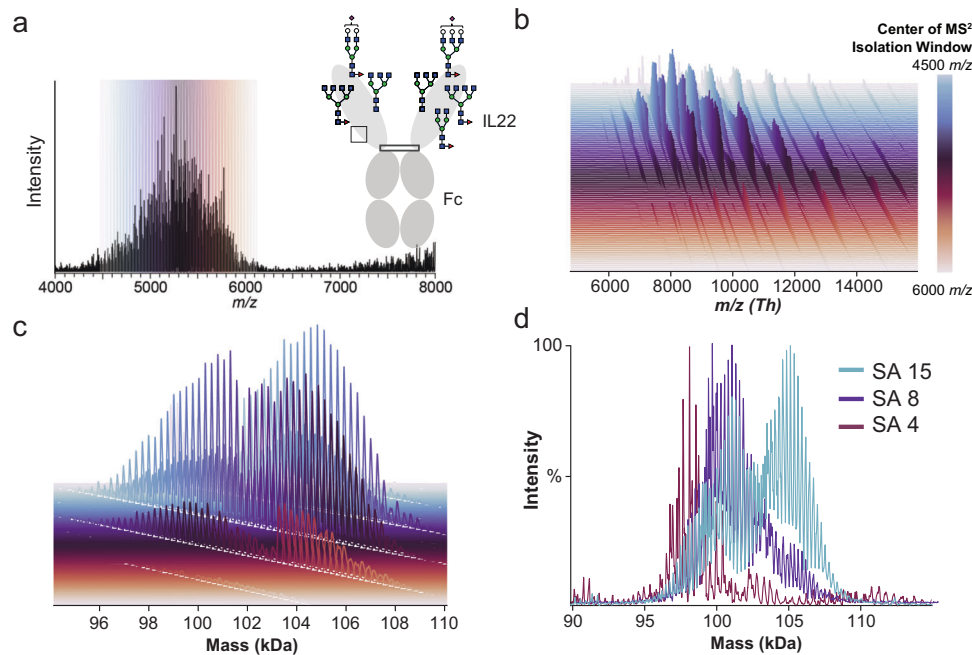 a
Intensity
4000
5000
6000
7000
8000
m/z
IL22
Fc
b
Center of MS²
Isolation Window
4500 m/z
6000 m/z
6000
8000
10000
12000
14000
m/z (Th)
c
96
98
100
102
104
106
108
110
Mass (kDa)
d
100
Intensity
%
SA 15
SA 8
SA 4
90
95
100
105
110
Mass (kDa)